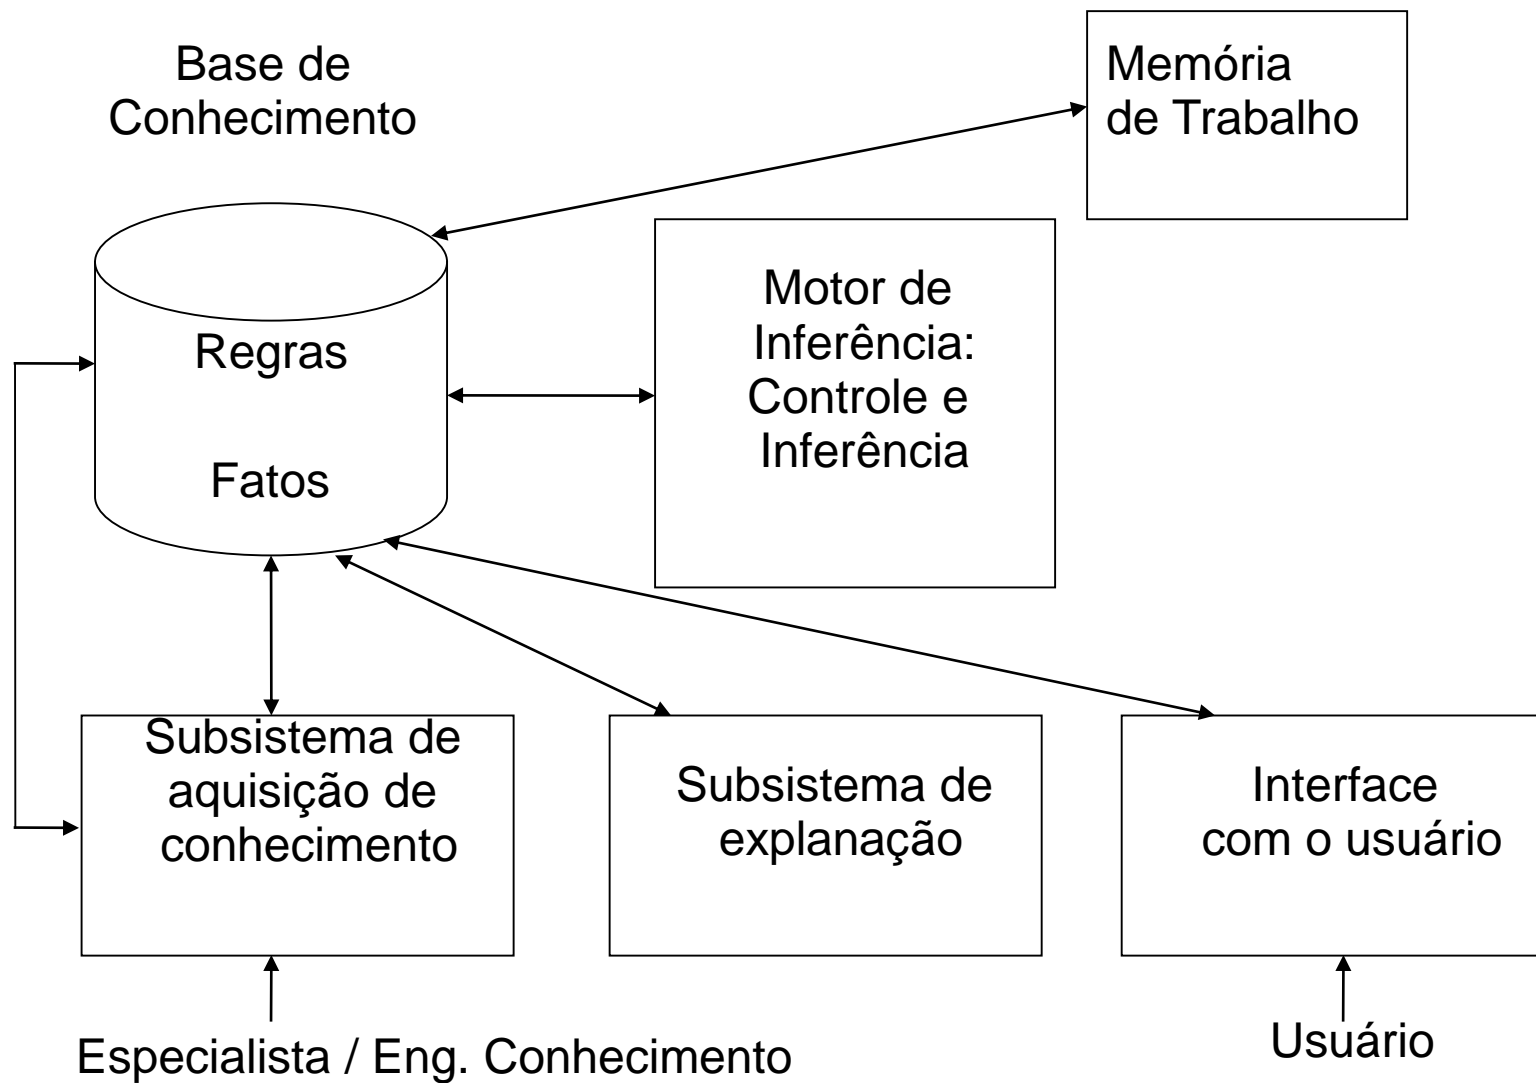 Base de
Conhecimento
Memória
de Trabalho
Regras
Fatos
Motor de
Inferência:
Controle e
Inferência
Subsistema de
aquisição de
conhecimento
Subsistema de
explanação
Interface
com o usuário
Especialista / Eng. Conhecimento
Usuário